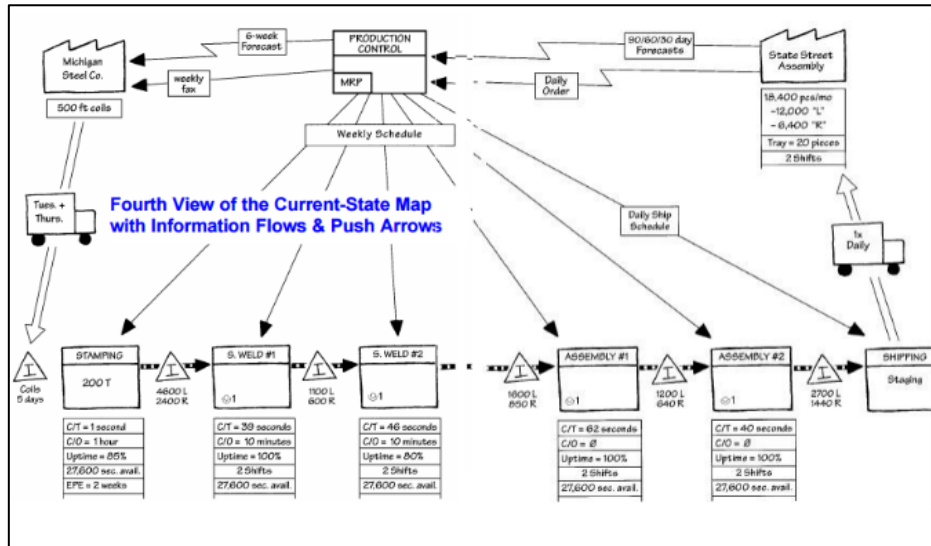 6-week
Forecast
PRODUCTION
CONTROL
MRP
90/60/30 day
Forecasts
Michigan
Steel Co.
weekly
fax
Daily
Order
State Street
Assembly
500 ft coils
Weekly Schedule
18,400 pcs/mo
-12,000 "L"
- 6,400 "R"
Tray = 20 pieces
2 Shifts
Tues. +
Thurs.
Fourth View of the Current-State Map
with Information Flows & Push Arrows
Daily Ship
Schedule
1x
Daily
I
Coils
5 days
STAMPING
200 T
I
4600 L
2400 R
S. WELD #1
1
I
1100 L
600 R
S. WELD #2
1
I
1600 L
850 R
ASSEMBLY #1
1
I
1200 L
640 R
ASSEMBLY #2
1
I
2700 L
1440 R
SHIPPING
Staging
C/T = 1 second
C/O = 1 hour
Uptime = 85%
27,600 sec. avail.
EPE = 2 weeks
C/T = 39 seconds
C/O = 10 minutes
Uptime = 100%
2 Shifts
27,600 sec. avail.
C/T = 46 seconds
C/O = 10 minutes
Uptime = 80%
2 Shifts
27,600 sec. avail.
C/T = 62 seconds
C/O = Ø
Uptime = 100%
2 Shifts
27,600 sec. avail.
C/T = 40 seconds
C/O = Ø
Uptime = 100%
2 Shifts
27,600 sec. avail.